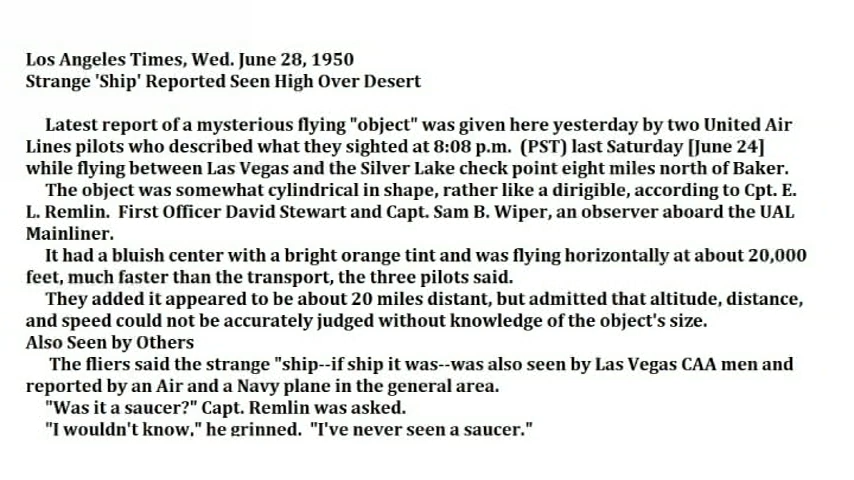 Los Angeles Times, Wed. June 28, 1950
Strange 'Ship' Reported Seen High Over Desert
Latest report of a mysterious flying "object" was given here yesterday by two United Air
Lines pilots who described what they sighted at 8:08 p.m. (PST) last Saturday [June 24]
while flying between Las Vegas and the Silver Lake check point eight miles north of Baker.
The object was somewhat cylindrical in shape, rather like a dirigible, according to Cpt. E.
L. Remlin. First Officer David Stewart and Capt. Sam B. Wiper, an observer aboard the UAL
Mainliner.
It had a bluish center with a bright orange tint and was flying horizontally at about 20,000
feet, much faster than the transport, the three pilots said.
They added it appeared to be about 20 miles distant, but admitted that altitude, distance,
and speed could not be accurately judged without knowledge of the object's size.
Also Seen by Others
The fliers said the strange "ship--if ship it was--was also seen by Las Vegas CAA men and
reported by an Air and a Navy plane in the general area.
"Was it a saucer?" Capt. Remlin was asked.
"I wouldn't know," he grinned. "I've never seen a saucer."